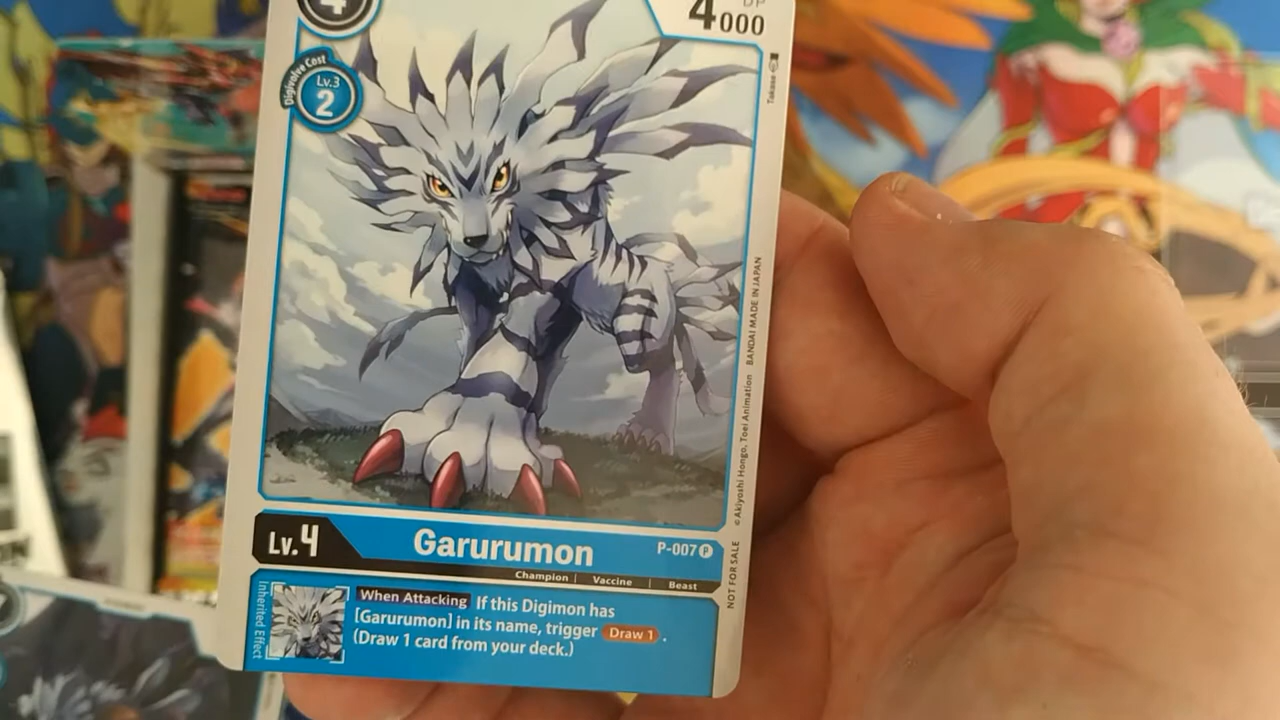 4
DP
4000
Digivolve Cost
Lv.3
2
Takase
©Akiyoshi Hongo, Toei Animation BANDAI MADE IN JAPAN
NOT FOR SALE
Lv.4
Garurumon
P-007 P
Champion | Vaccine | Beast
Inherited Effect
When Attacking If this Digimon has
[Garurumon] in its name, trigger Draw 1.
(Draw 1 card from your deck.)
ON